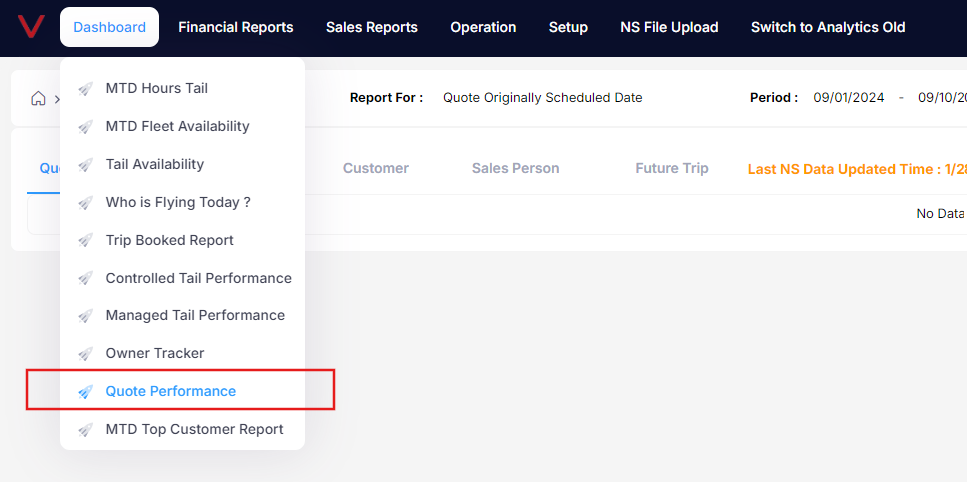 Dashboard Financial Reports Sales Reports Operation Setup NS File Upload Switch to Analytics Old
Report For : Quote Originally Scheduled Date Period : 09/01/2024 - 09/10/20
Customer Sales Person Future Trip Last NS Data Updated Time : 1/28
No Data
MTD Hours Tail
MTD Fleet Availability
Tail Availability
Who is Flying Today ?
Trip Booked Report
Controlled Tail Performance
Managed Tail Performance
Owner Tracker
Quote Performance
MTD Top Customer Report